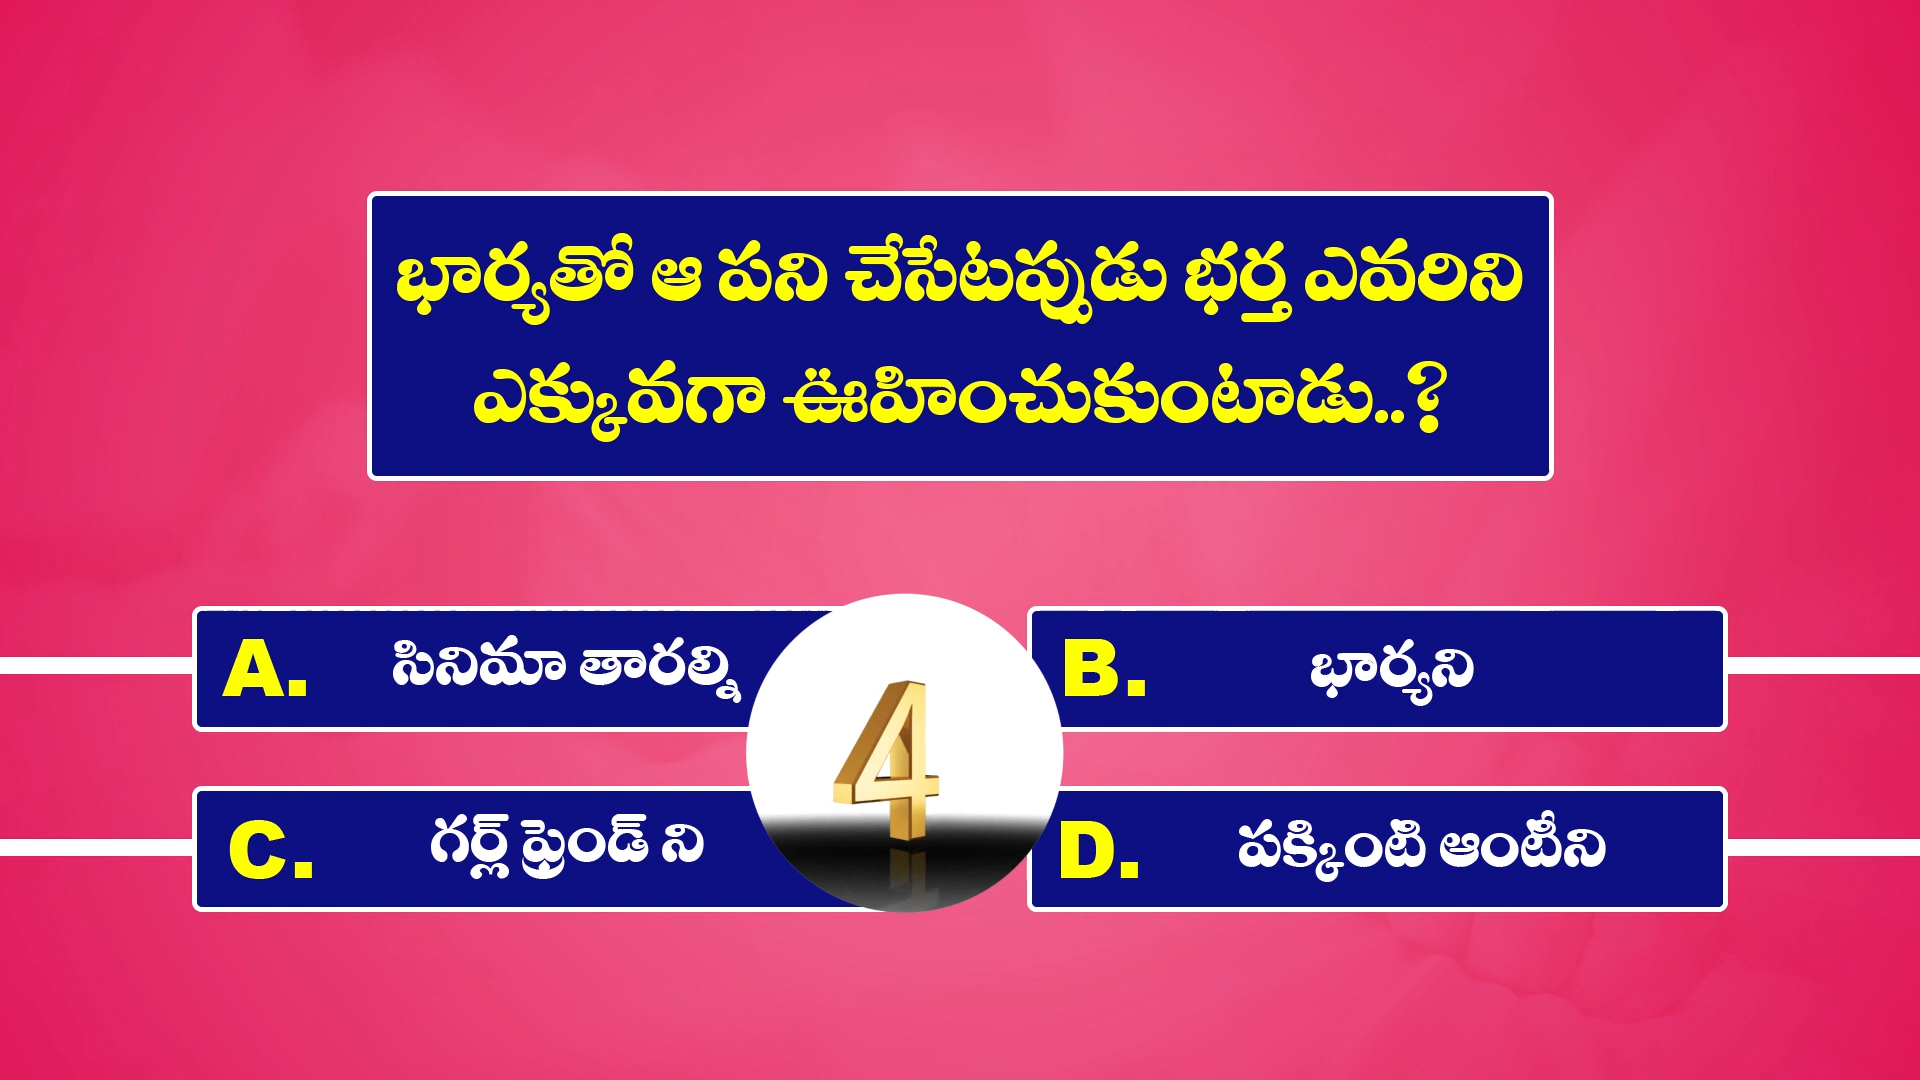 భార్యతో ఆ పని చేసేటప్పుడు భర్త ఎవరిని
ఎక్కువగా ఊహించుకుంటాడు..?
A. సినిమా తారల్ని
B. భార్యని
4
C. గర్ల్ ఫ్రెండ్ ని
D. పక్కింటి ఆంటీని